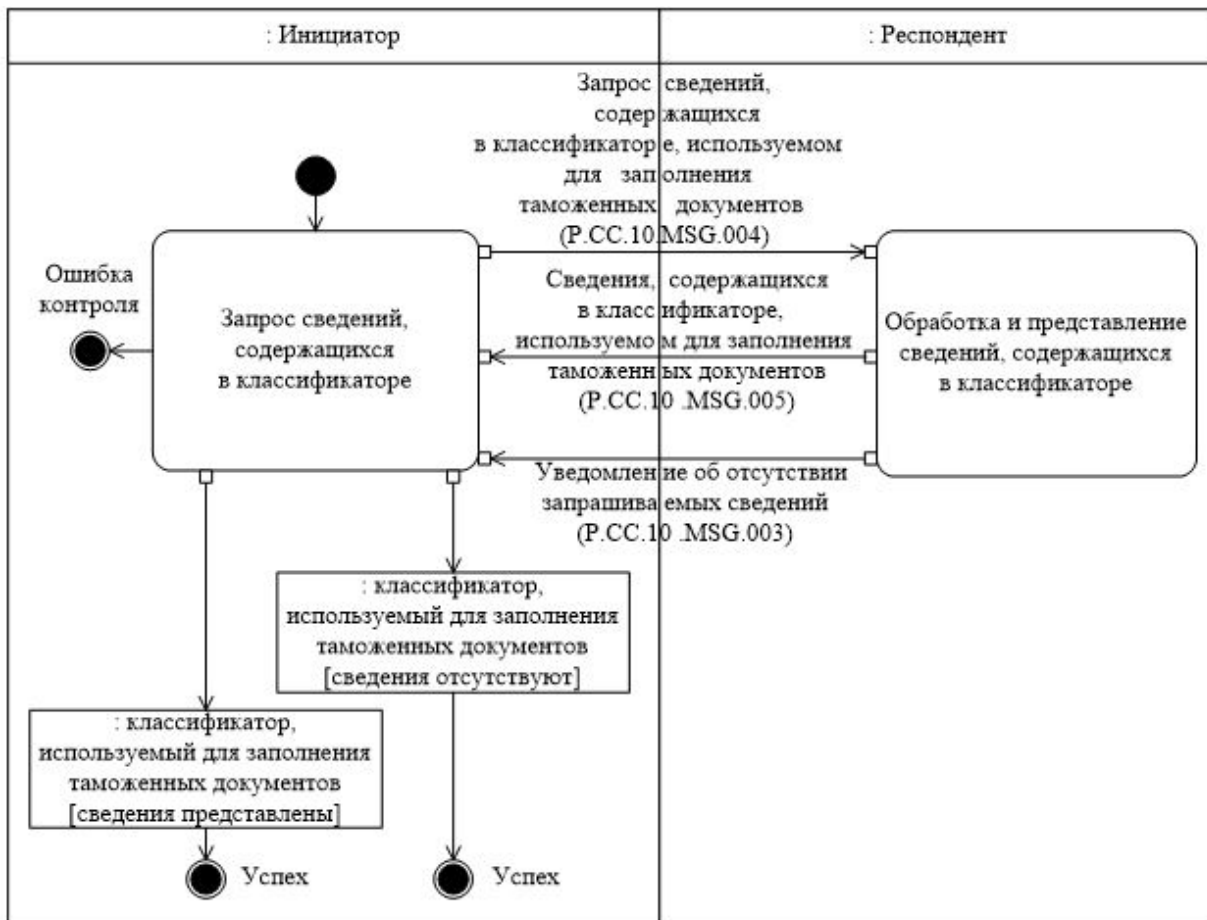 : Инициатор
: Респондент
Запрос сведений,
содержащихся
в классификаторе, используемом
для заполнения
таможенных документов
(P.CC.10.MSG.004)
Ошибка
контроля
Запрос сведений,
содержащихся
в классификаторе
Сведения, содержащихся
в классификаторе,
используемом для заполнения
таможенных документов
(P.CC.10 .MSG.005)
Обработка и представление
сведений, содержащихся
в классификаторе
Уведомление об отсутствии
запрашиваемых сведений
(P.CC.10 .MSG.003)
: классификатор,
используемый для заполнения
таможенных документов
[сведения отсутствуют]
: классификатор,
используемый для заполнения
таможенных документов
[сведения представлены]
Успех
Успех